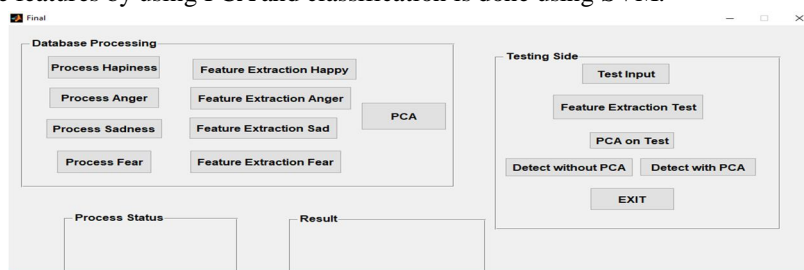 features by using PCA and classification is done using SVM.
Final
Database Processing
Process Hapiness
Feature Extraction Happy
Process Anger
Feature Extraction Anger
PCA
Process Sadness
Feature Extraction Sad
Process Fear
Feature Extraction Fear
Testing Side
Test Input
Feature Extraction Test
PCA on Test
Detect without PCA
Detect with PCA
EXIT
Process Status
Result